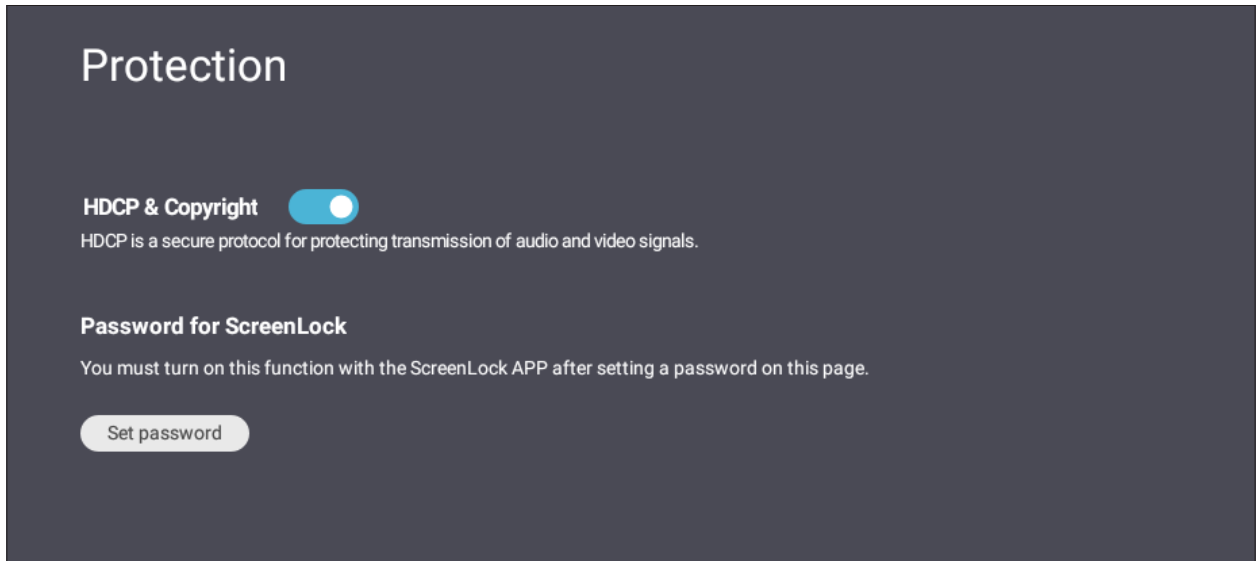 Protection
HDCP & Copyright
HDCP is a secure protocol for protecting transmission of audio and video signals.
Password for ScreenLock
You must turn on this function with the ScreenLock APP after setting a password on this page.
Set password